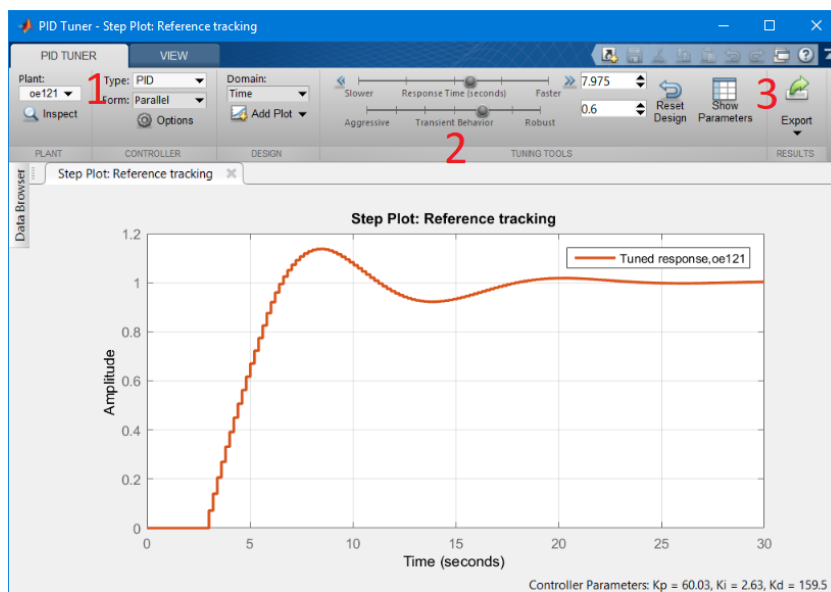 PID Tuner - Step Plot: Reference tracking
PID TUNER
VIEW
Plant:
oe121
Inspect
PLANT
1
Type: PID
Form: Parallel
Options
CONTROLLER
Domain:
Time
Add Plot
DESIGN
Slower Response Time (seconds) Faster
7.975
Aggressive Transient Behavior Robust
0.6
2
TUNING TOOLS
Reset
Design
Show
Parameters
3
Export
RESULTS
Data Browser
Step Plot: Reference tracking
Step Plot: Reference tracking
Tuned response,oe121
Amplitude
1.2
1
0.8
0.6
0.4
0.2
0
0 5 10 15 20 25 30
Time (seconds)
Controller Parameters: Kp = 60.03, Ki = 2.63, Kd = 159.5